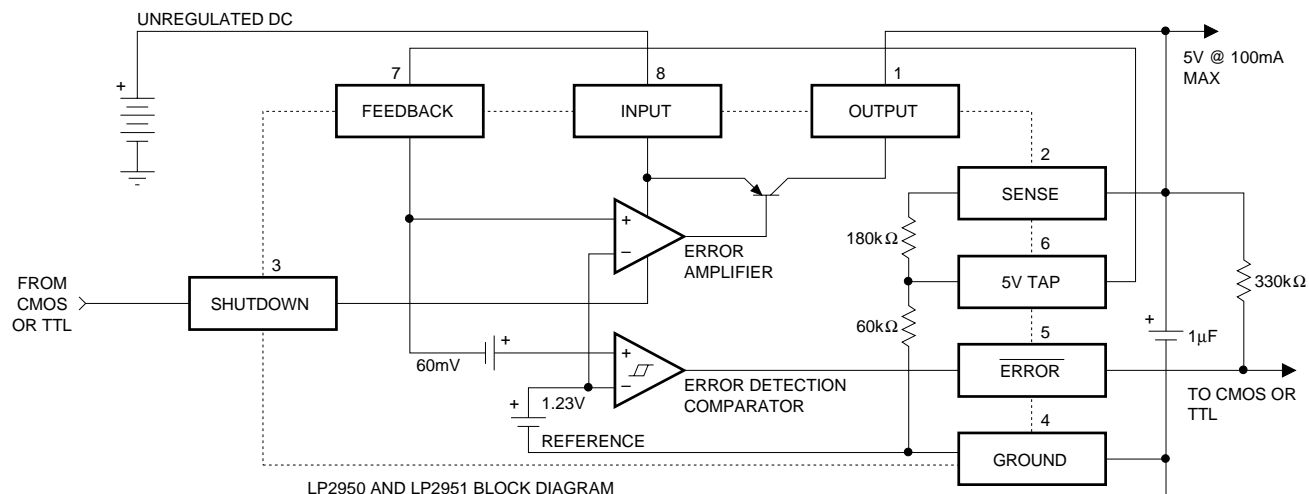 UNREGULATED DC
5V @ 100mA
MAX
7
8
1
FEEDBACK
INPUT
OUTPUT
+
2
SENSE
+
−
180kΩ
ERROR
AMPLIFIER
6
5V TAP
330kΩ
3
FROM
CMOS
OR TTL
SHUTDOWN
60kΩ
+
1µF
5
60mV
+
+
−
ERROR
ERROR DETECTION
COMPARATOR
TO CMOS OR
TTL
+
1.23V
REFERENCE
4
GROUND
LP2950 AND LP2951 BLOCK DIAGRAM